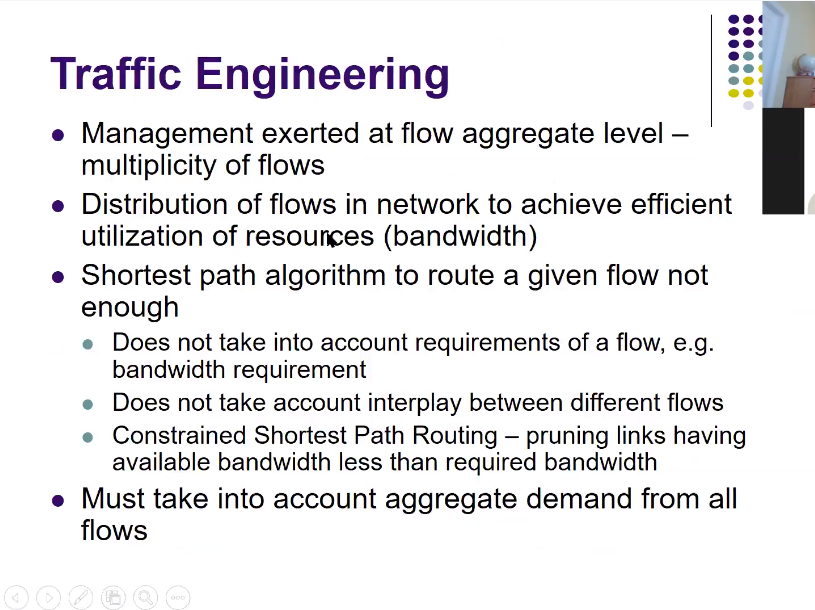 Traffic Engineering
Management exerted at flow aggregate level –
multiplicity of flows
Distribution of flows in network to achieve efficient
utilization of resources (bandwidth)
Shortest path algorithm to route a given flow not
enough
Does not take into account requirements of a flow, e.g.
bandwidth requirement
Does not take account interplay between different flows
Constrained Shortest Path Routing – pruning links having
available bandwidth less than required bandwidth
Must take into account aggregate demand from all
flows